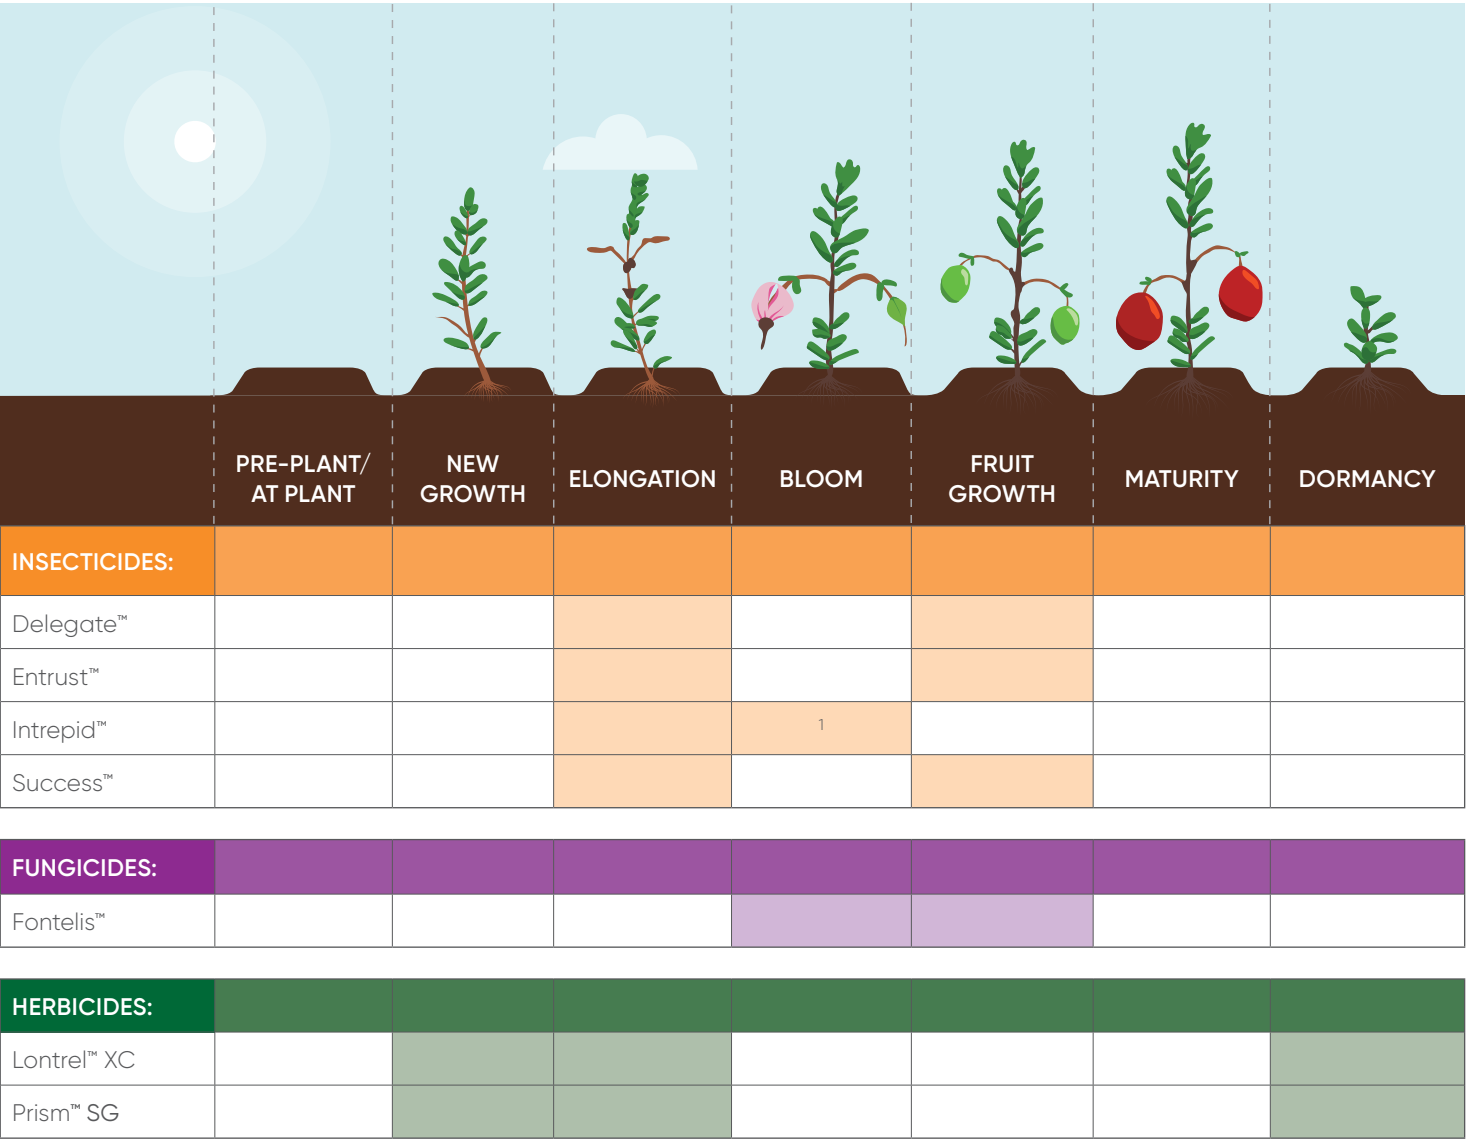 PRE-PLANT/
AT PLANT
NEW
GROWTH
ELONGATION
BLOOM
FRUIT
GROWTH
MATURITY
DORMANCY
INSECTICIDES:
Delegate™
Entrust™
Intrepid™
1
Success™
FUNGICIDES:
Fontelis™
HERBICIDES:
Lontrel™ XC
Prism™ SG